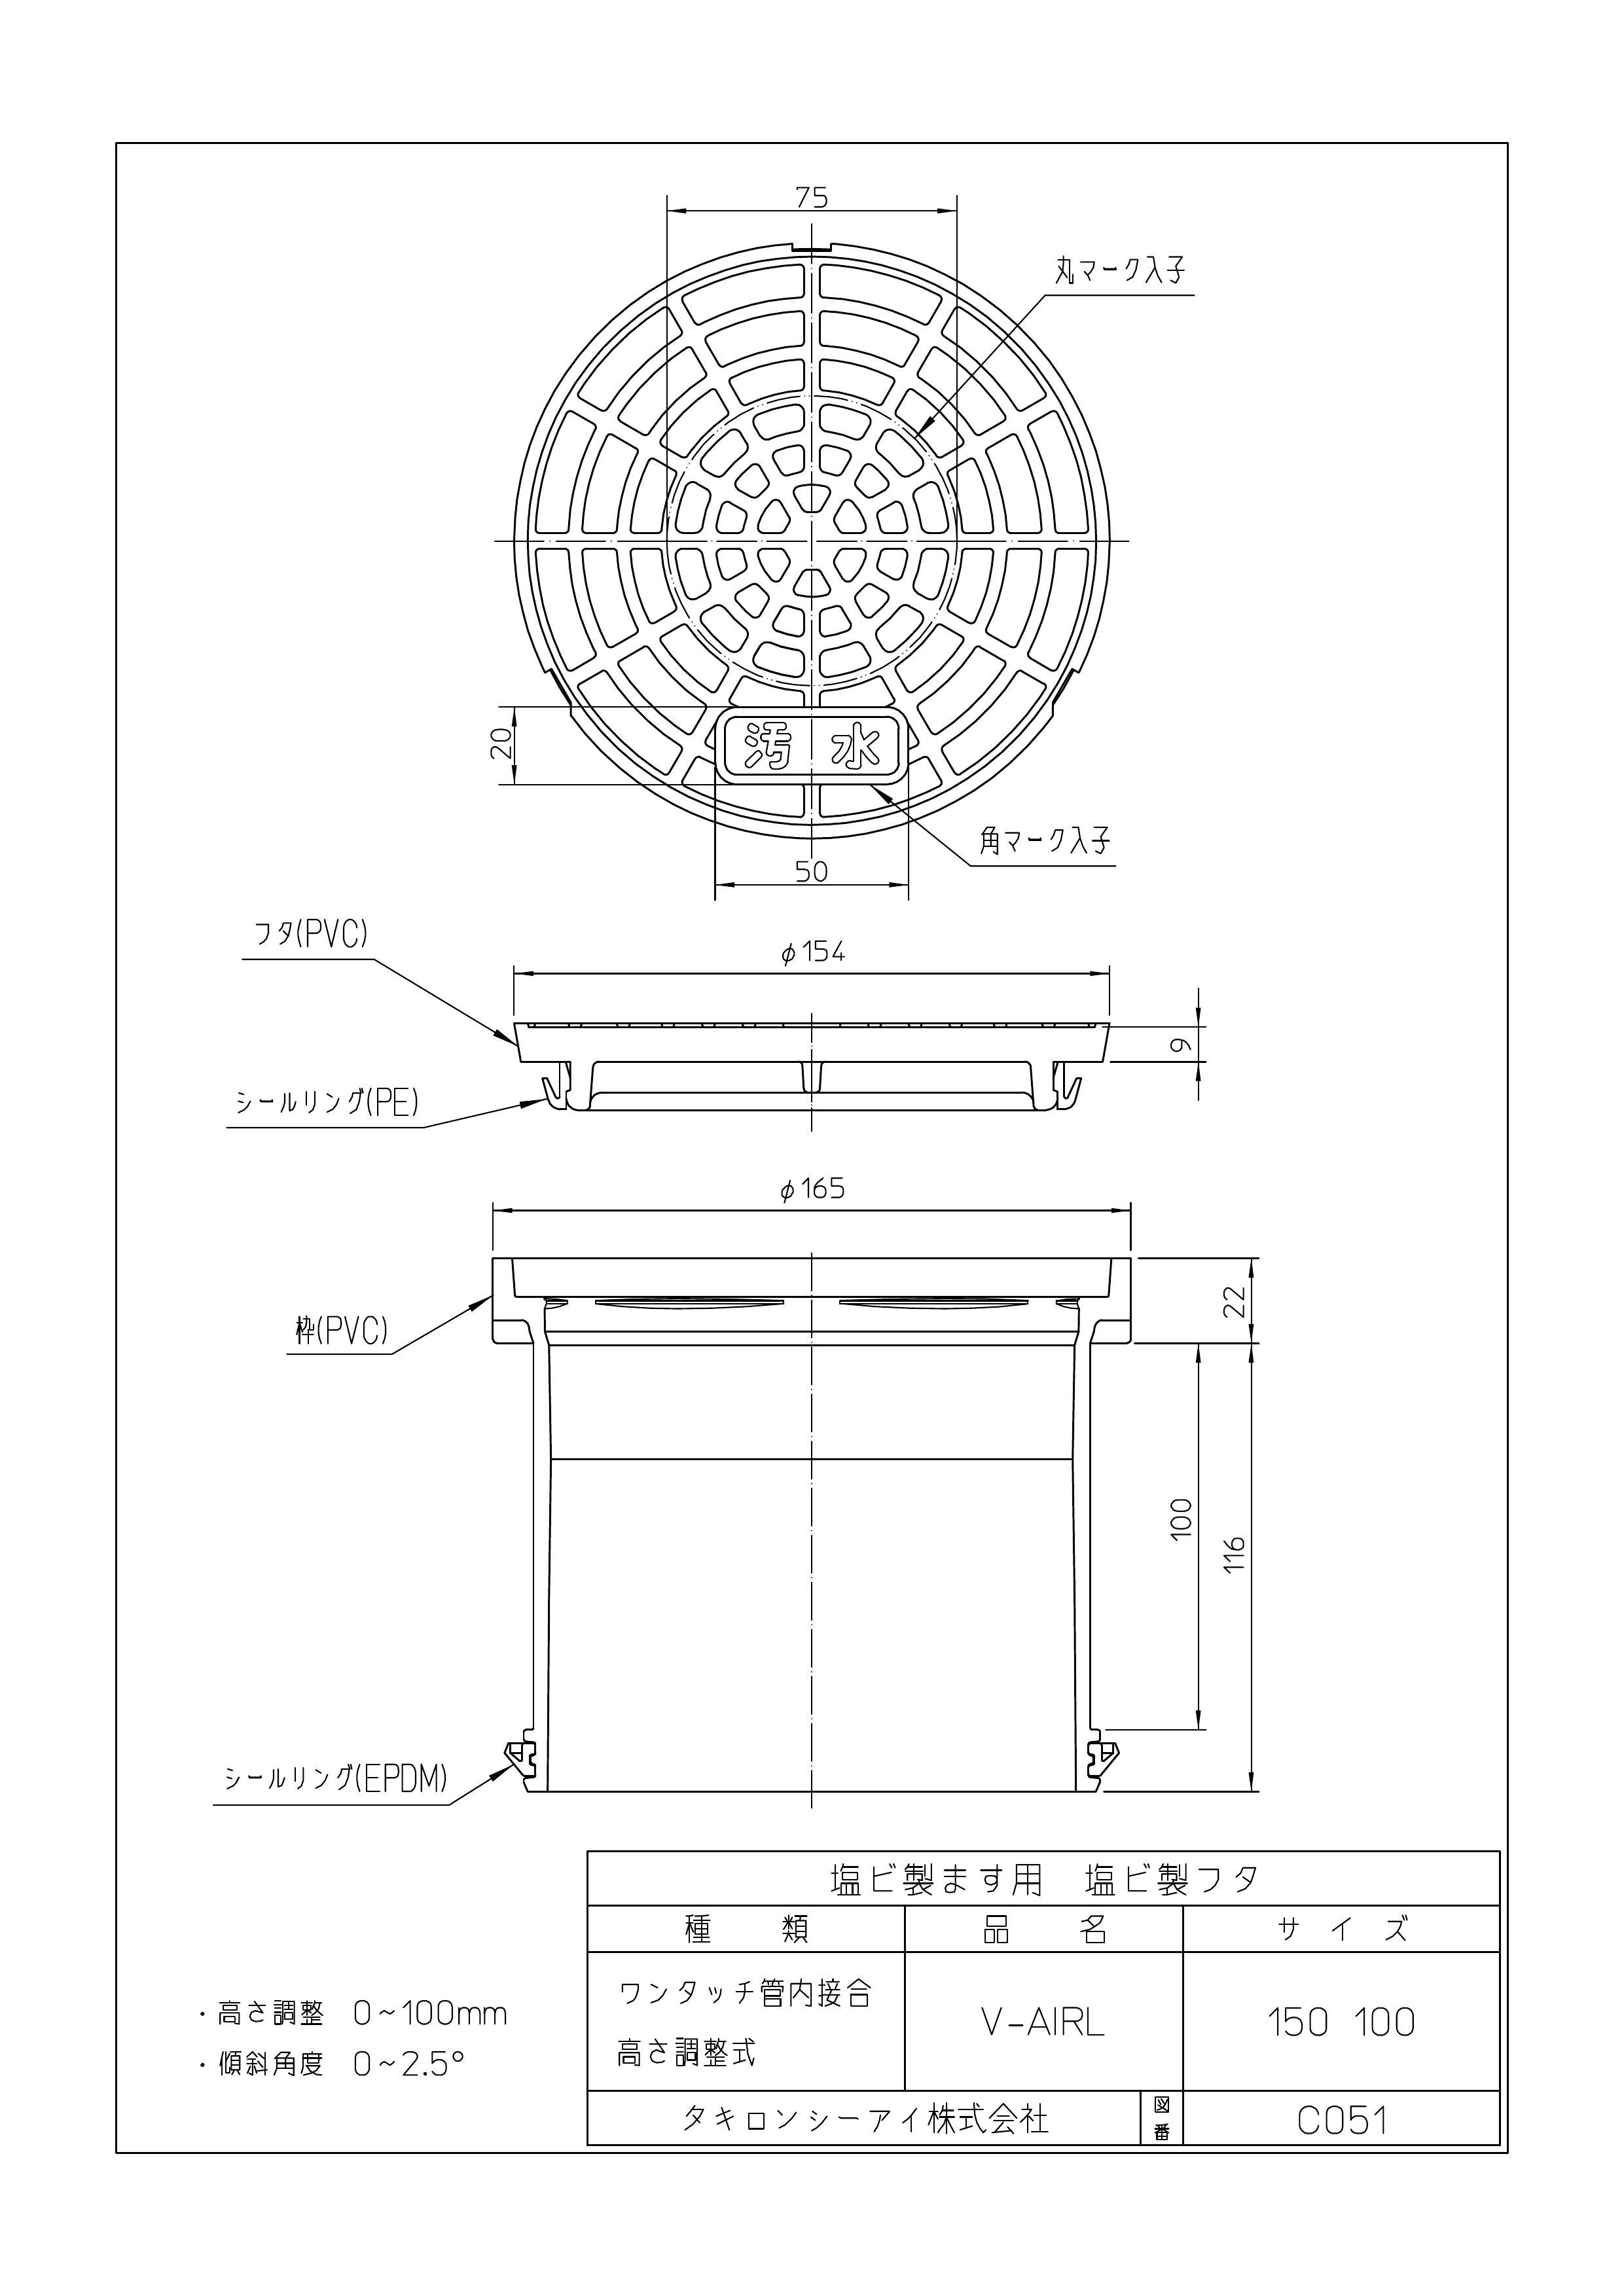 75
丸マーク入子
20
汚 水
角マーク入子
50
フタ(PVC)
φ154
9
シールリング(PE)
φ165
22
枠(PVC)
100
116
シールリング(EPDM)
塩ビ製ます用 塩ビ製フタ
種 類 品 名 サ イ ズ
ワンタッチ管内接合
高さ調整式
V-AIRL
150 100
・高さ調整 0~100mm
・傾斜角度 0~2.5°
タキロンシーアイ株式会社
図番
C051